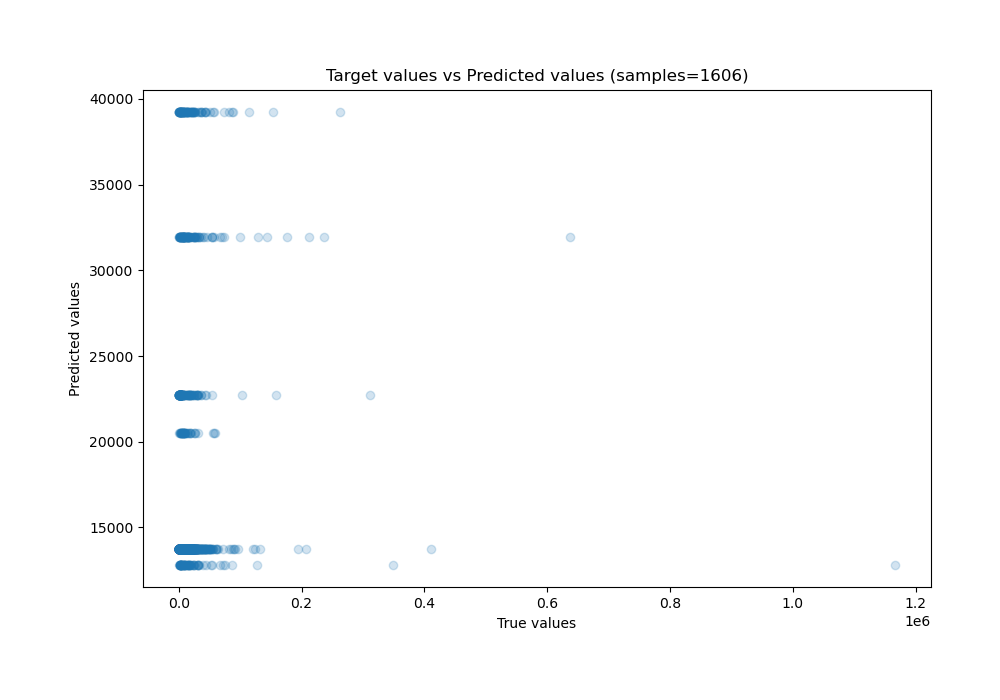 Target values vs Predicted values (samples=1606)
40000
35000
30000
25000
20000
15000
Predicted values
0.0 0.2 0.4 0.6 0.8 1.0 1.2
1e6
True values